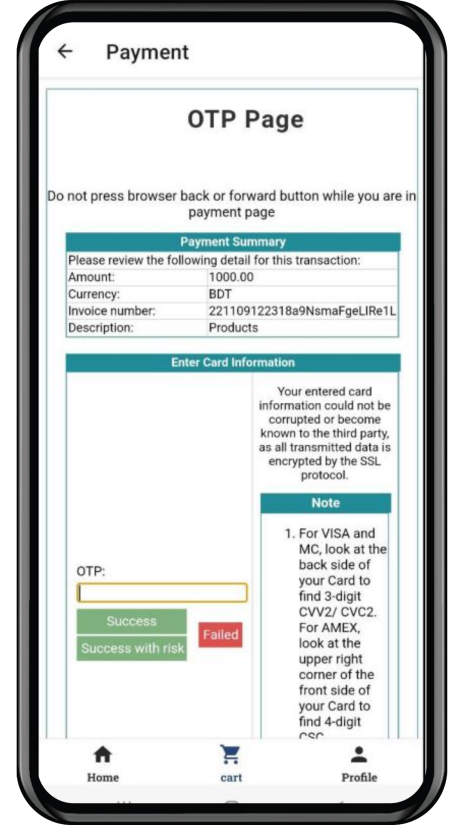 Payment
OTP Page
Do not press browser back or forward button while you are in
payment page
Payment Summary
Please review the following detail for this transaction:
Amount: 1000.00
Currency: BDT
Invoice number: 221109122318a9NsmaFgeLIRe1L
Description: Products
Enter Card Information
OTP:
Success
Success with risk
Failed
Your entered card
information could not be
corrupted or become
known to the third party,
as all transmitted data is
encrypted by the SSL
protocol.
Note
1. For VISA and
MC, look at the
back side of
your Card to
find 3-digit
CVV2/ CVC2.
For AMEX,
look at the
upper right
corner of the
front side of
your Card to
find 4-digit
CSC
Home cart Profile